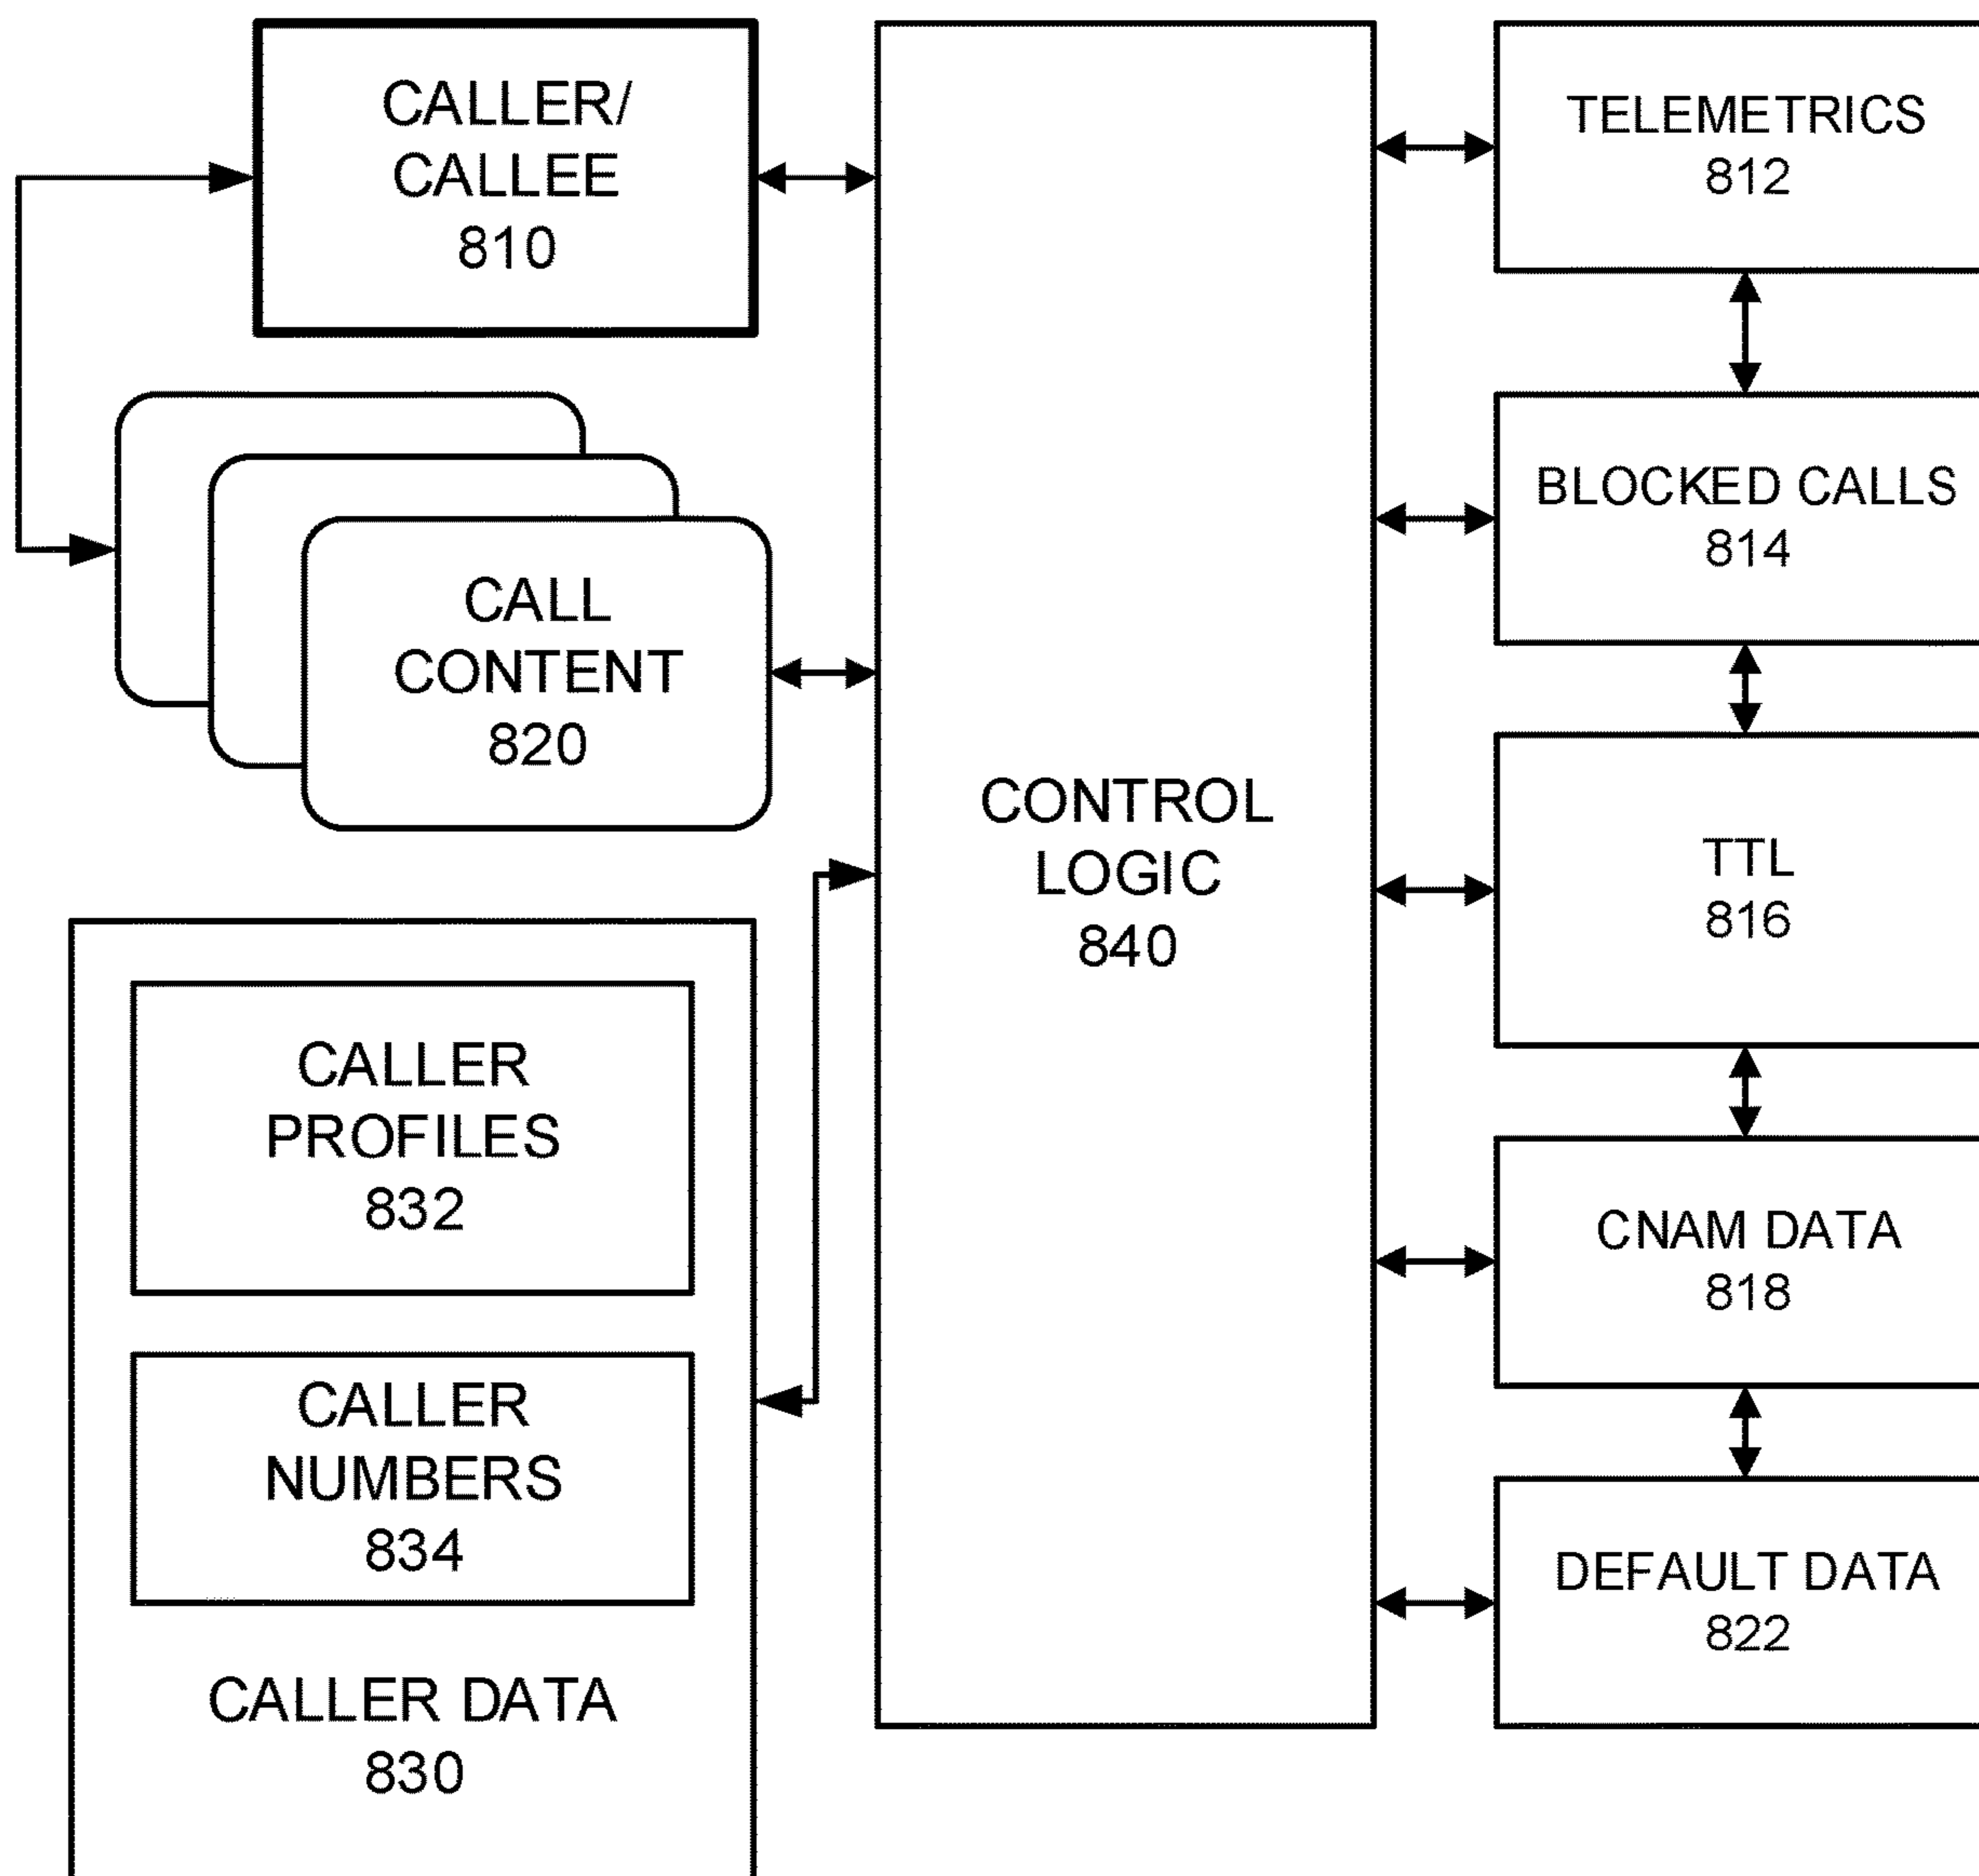 CALLER/
CALLEE
810
CALL
CONTENT
820
CALLER
PROFILES
832
CALLER
NUMBERS
834
CALLER DATA
830
CONTROL
LOGIC
840
TELEMETRICS
812
BLOCKED CALLS
814
TTL
816
CNAM DATA
818
DEFAULT DATA
822